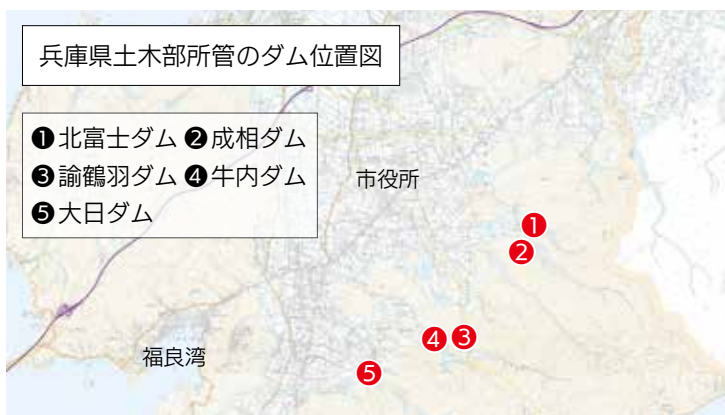 兵庫県土木部所管のダム位置図
❶北富士ダム ❷成相ダム
❸諭鶴羽ダム ❹牛内ダム
❺大日ダム
市役所
❶
❷
❹ ❸
福良湾
❺